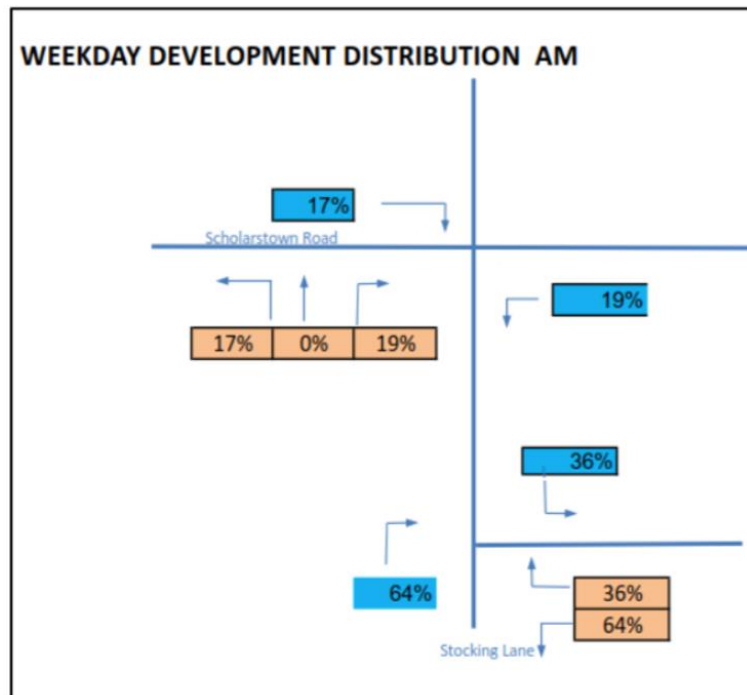 WEEKDAY DEVELOPMENT DISTRIBUTION AM
17%
Scholarstown Road
19%
17% 0% 19%
36%
64%
36%
64%
Stocking Lane